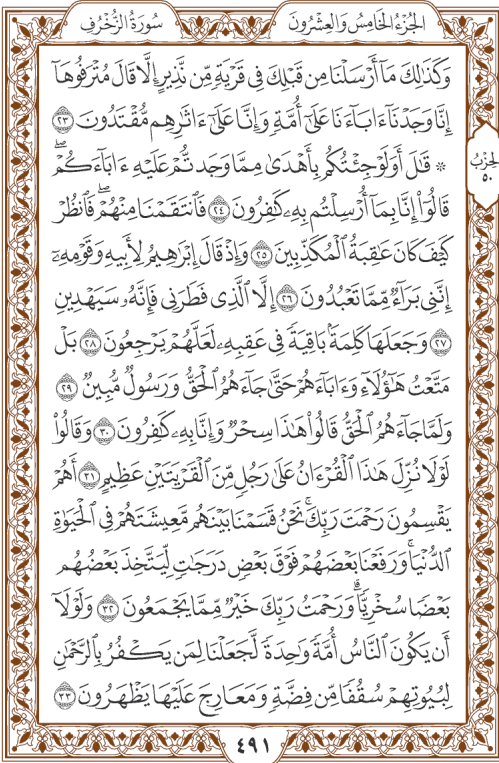 سُورَةُ الزُّخْرُفِ الجُزْءُ الخَامِسُ وَالعِشْرُونَ
وَكَذَٰلِكَ مَآ أَرْسَلْنَا مِن قَبْلِكَ فِى قَرْيَةٍ مِّن نَّذِيرٍ إِلَّا قَالَ مُتْرَفُوهَآ
إِنَّا وَجَدْنَآ ءَابَآءَنَا عَلَىٰٓ أُمَّةٍ وَإِنَّا عَلَىٰٓ ءَاثَٰرِهِم مُّقْتَدُونَ ٢٣
۞ قَٰلَ أَوَلَوْ جِئْتُكُم بِأَهْدَىٰ مِمَّا وَجَدتُّمْ عَلَيْهِ ءَابَآءَكُمْۖ
قَالُوٓا۟ إِنَّا بِمَآ أُرْسِلْتُم بِهِۦ كَٰفِرُونَ ٢٤ فَٱنتَقَمْنَا مِنْهُمْۖ فَٱنظُرْ
كَيْفَ كَانَ عَٰقِبَةُ ٱلْمُكَذِّبِينَ ٢٥ وَإِذْ قَالَ إِبْرَٰهِيمُ لِأَبِيهِ وَقَوْمِهِۦٓ
إِنَّنِى بَرَآءٌ مِّمَّا تَعْبُدُونَ ٢٦ إِلَّا ٱلَّذِى فَطَرَنِى فَإِنَّهُۥ سَيَهْدِينِ
٢٧ وَجَعَلَهَا كَلِمَةًۢ بَاقِيَةً فِى عَقِبِهِۦ لَعَلَّهُمْ يَرْجِعُونَ ٢٨ بَلْ
مَتَّعْتُ هَٰٓؤُلَآءِ وَءَابَآءَهُمْ حَتَّىٰ جَآءَهُمُ ٱلْحَقُّ وَرَسُولٌ مُّبِينٌ ٢٩
وَلَمَّا جَآءَهُمُ ٱلْحَقُّ قَالُوا۟ هَٰذَا سِحْرٌ وَإِنَّا بِهِۦ كَٰفِرُونَ ٣٠ وَقَالُوا۟
لَوْلَا نُزِّلَ هَٰذَا ٱلْقُرْءَانُ عَلَىٰ رَجُلٍ مِّنَ ٱلْقَرْيَتَيْنِ عَظِيمٍ ٣١ أَهُمْ
يَقْسِمُونَ رَحْمَتَ رَبِّكَۚ نَحْنُ قَسَمْنَا بَيْنَهُم مَّعِيشَتَهُمْ فِى ٱلْحَيَوٰةِ
ٱلدُّنْيَاۚ وَرَفَعْنَا بَعْضَهُمْ فَوْقَ بَعْضٍ دَرَجَٰتٍ لِّيَتَّخِذَ بَعْضُهُم
بَعْضًا سُخْرِيًّاۗ وَرَحْمَتُ رَبِّكَ خَيْرٌ مِّمَّا يَجْمَعُونَ ٣٢ وَلَوْلَآ
أَن يَكُونَ ٱلنَّاسُ أُمَّةً وَٰحِدَةً لَّجَعَلْنَا لِمَن يَكْفُرُ بِٱلرَّحْمَٰنِ
لِبُيُوتِهِمْ سُقُفًا مِّن فِضَّةٍ وَمَعَارِجَ عَلَيْهَا يَظْهَرُونَ ٣٣
الحِزْبُ
٥٠
٤٩١